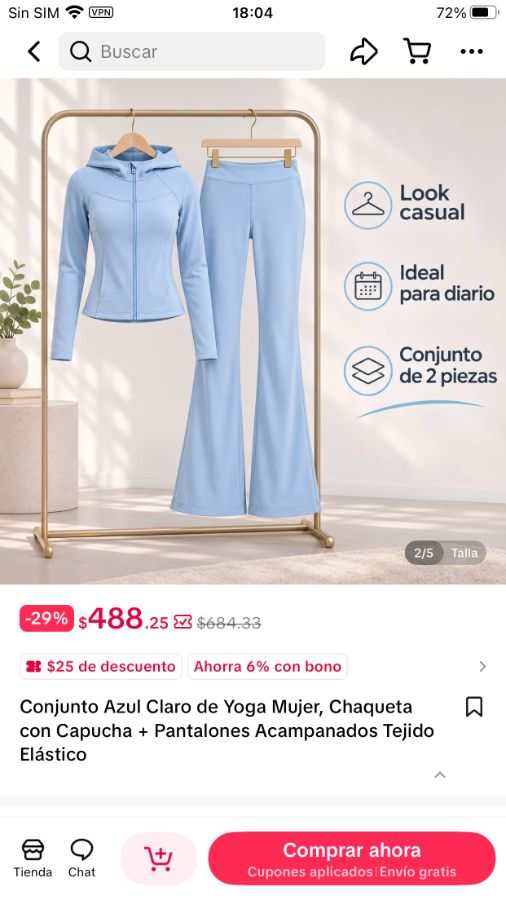 Sin SIM VPN 18:04 72%
Buscar
Look
casual
Ideal
para diario
Conjunto
de 2 piezas
2/5 Talla
-29% $488.25 $684.33
$25 de descuento Ahorra 6% con bono
Conjunto Azul Claro de Yoga Mujer, Chaqueta
con Capucha + Pantalones Acampanados Tejido
Elástico
Tienda Chat Comprar ahora
Cupones aplicados | Envío gratis